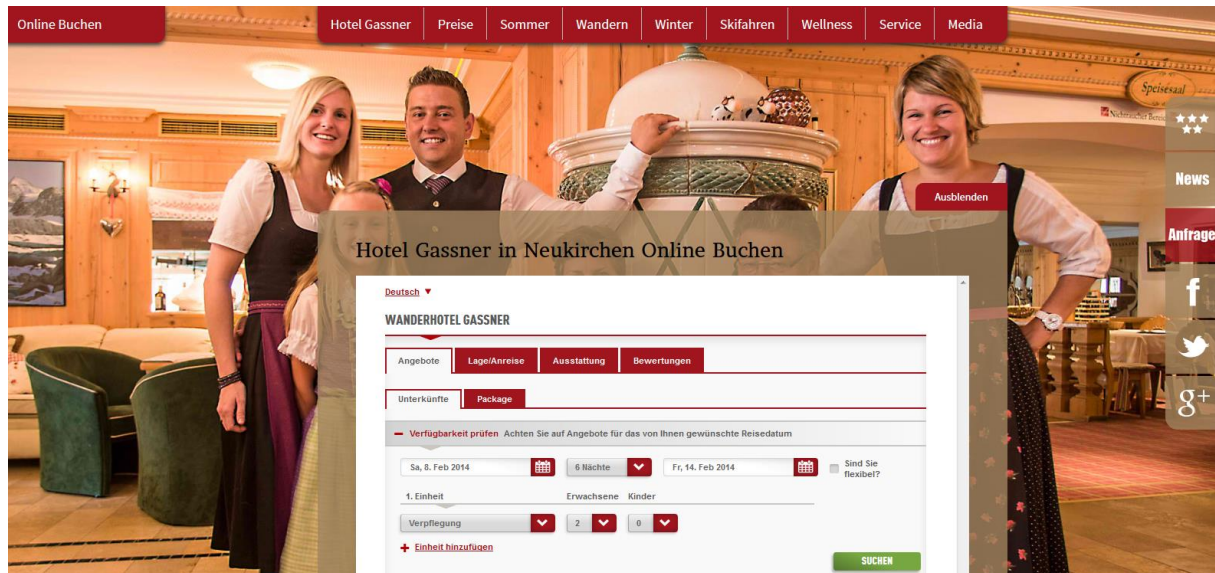 Online Buchen
Hotel Gassner Preise Sommer Wandern Winter Skifahren Wellness Service Media
Speisesaal
Nichtraucher
News
Ausblenden
Anfrage
Hotel Gassner in Neukirchen Online Buchen
Deutsch
WANDERHOTEL GASSNER
Angebote Lage/Anreise Ausstattung Bewertungen
Unterkünfte Package
Verfügbarkeit prüfen Achten Sie auf Angebote für das von Ihnen gewünschte Reisedatum
Sa, 8. Feb 2014 6 Nächte Fr, 14. Feb 2014 Sind Sie
flexibel?
1. Einheit Erwachsene Kinder
Verpflegung 2 0
Einheit hinzufügen
SUCHEN
f
g+